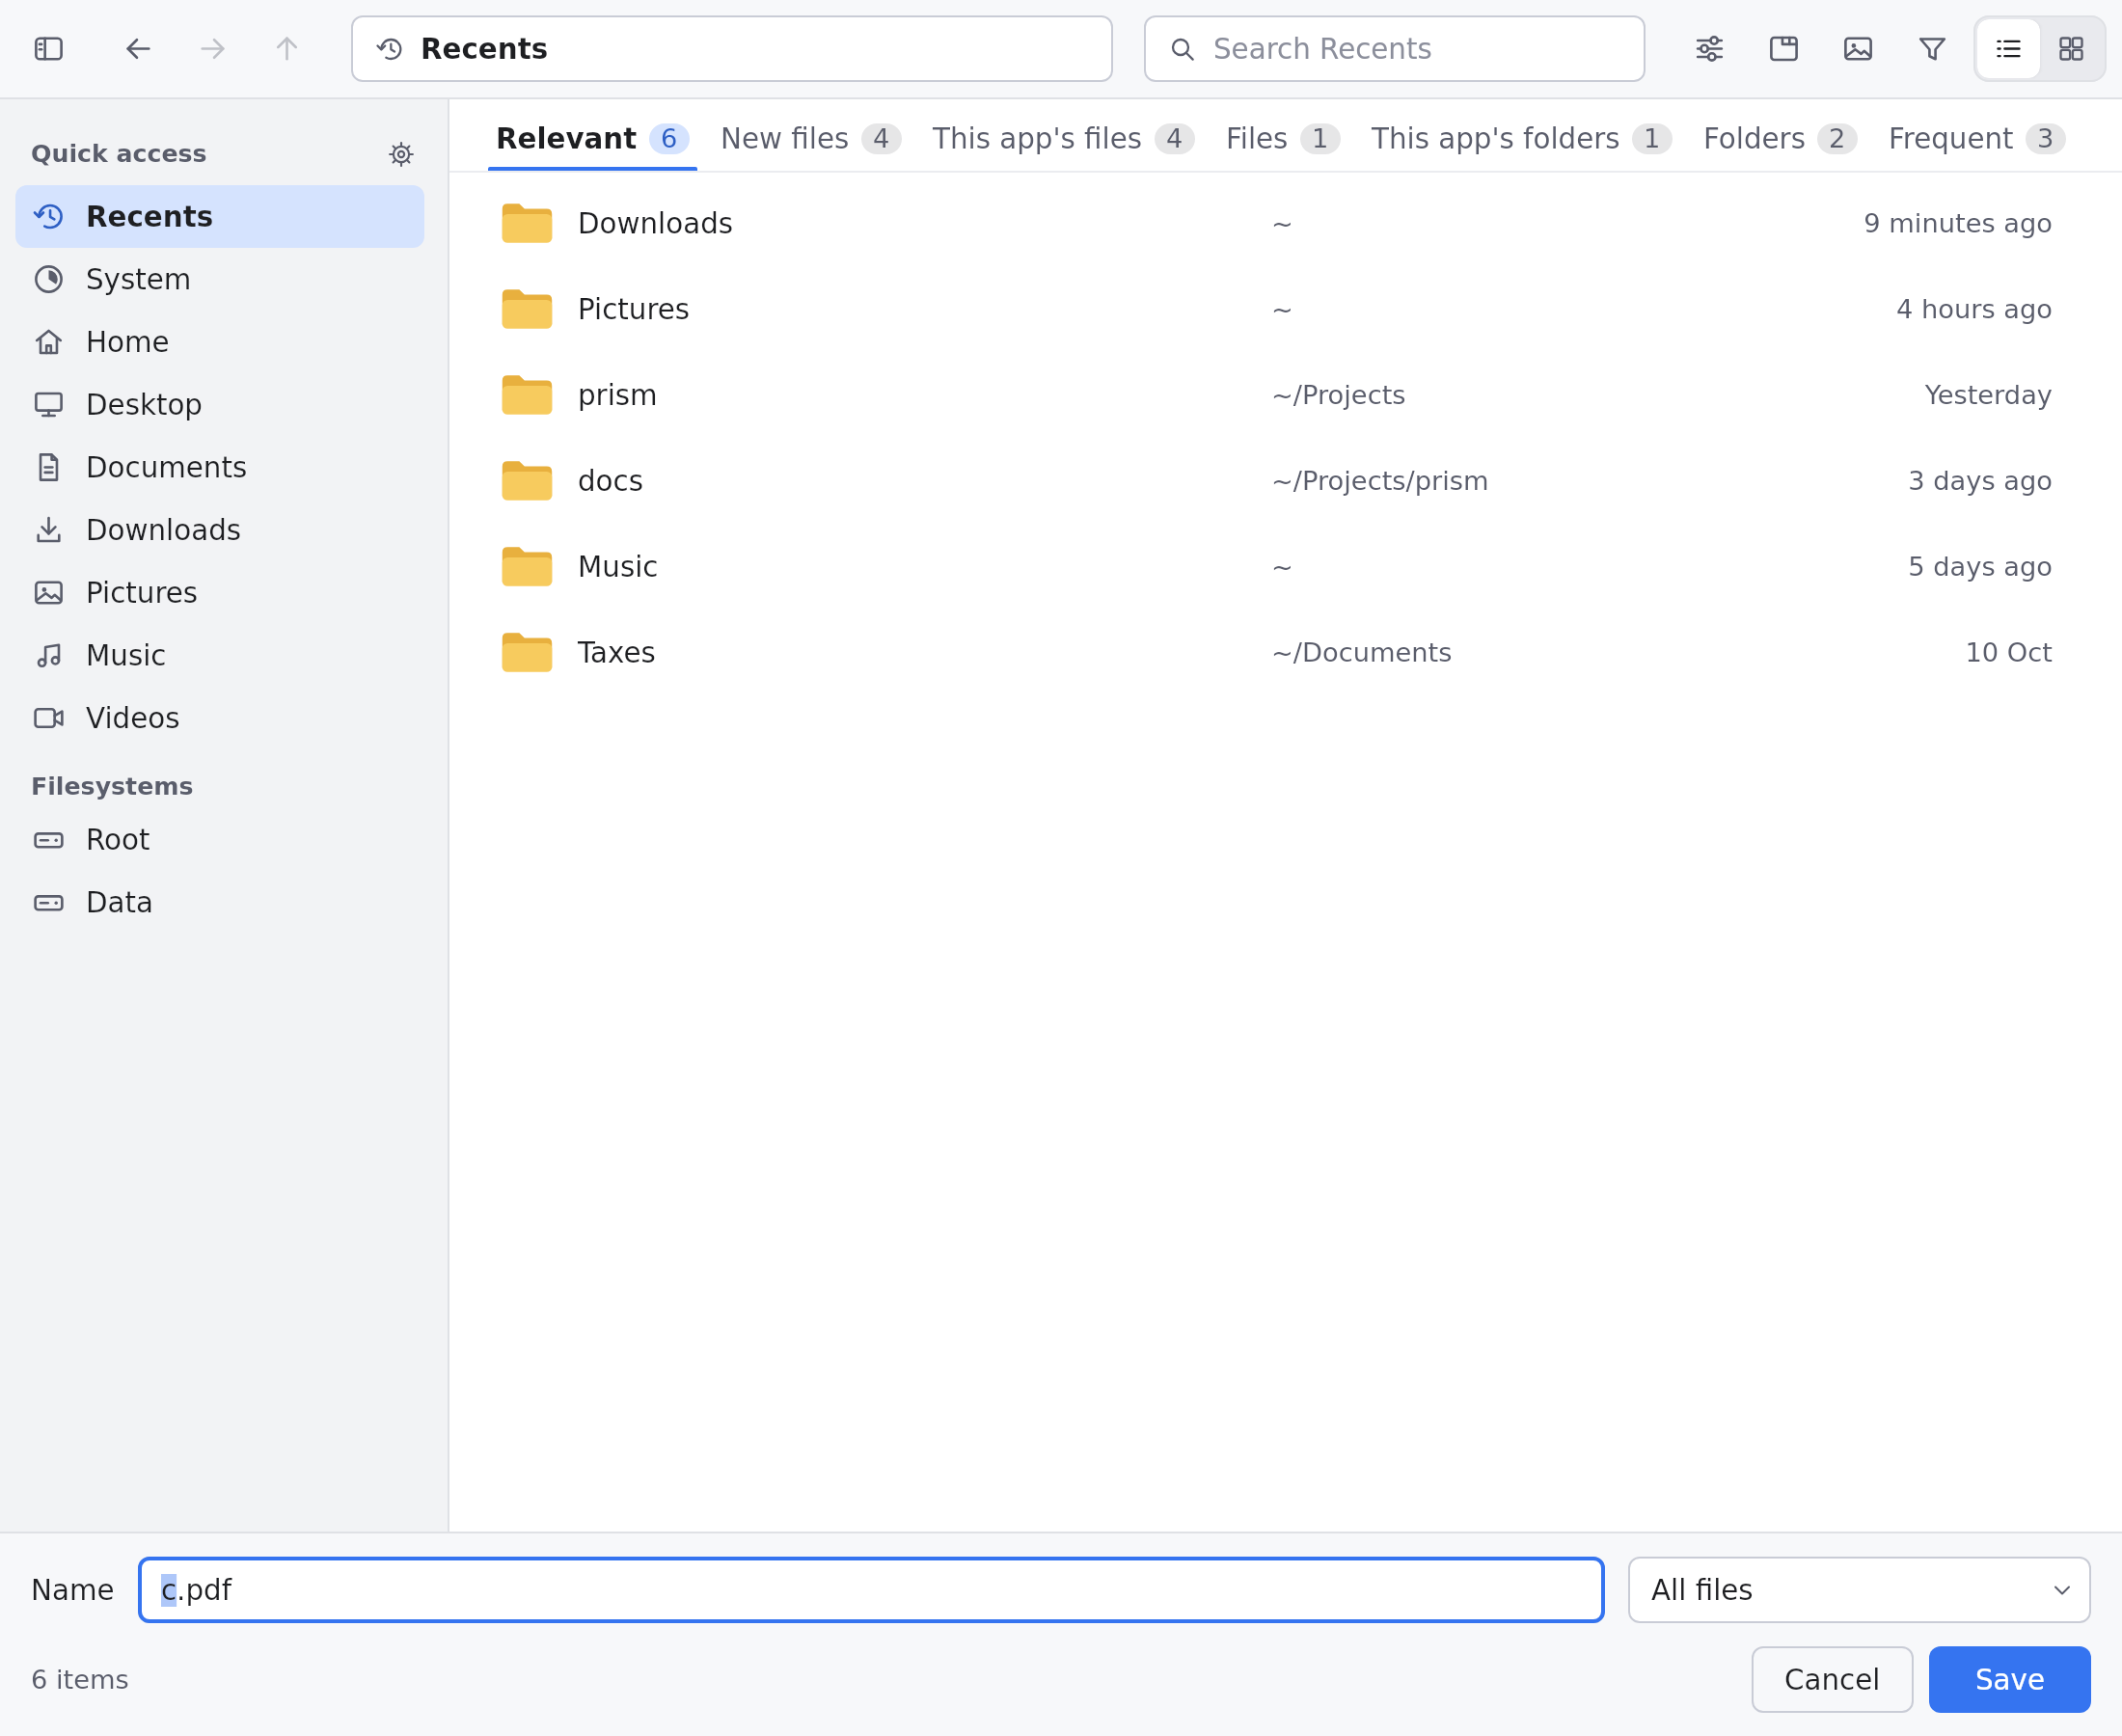 Recents
Search Recents
Quick access
Recents
System
Home
Desktop
Documents
Downloads
Pictures
Music
Videos
Filesystems
Root
Data
Relevant 6 New files 4 This app's files 4 Files 1 This app's folders 1 Folders 2 Frequent 3
Downloads ~ 9 minutes ago
Pictures ~ 4 hours ago
prism ~/Projects Yesterday
docs ~/Projects/prism 3 days ago
Music ~ 5 days ago
Taxes ~/Documents 10 Oct
Name c.pdf All files
6 items Cancel Save